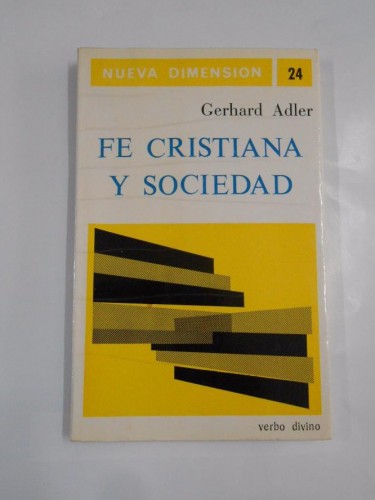 NUEVA DIMENSION 24
Gerhard Adler
FE CRISTIANA
Y SOCIEDAD
verbo divino